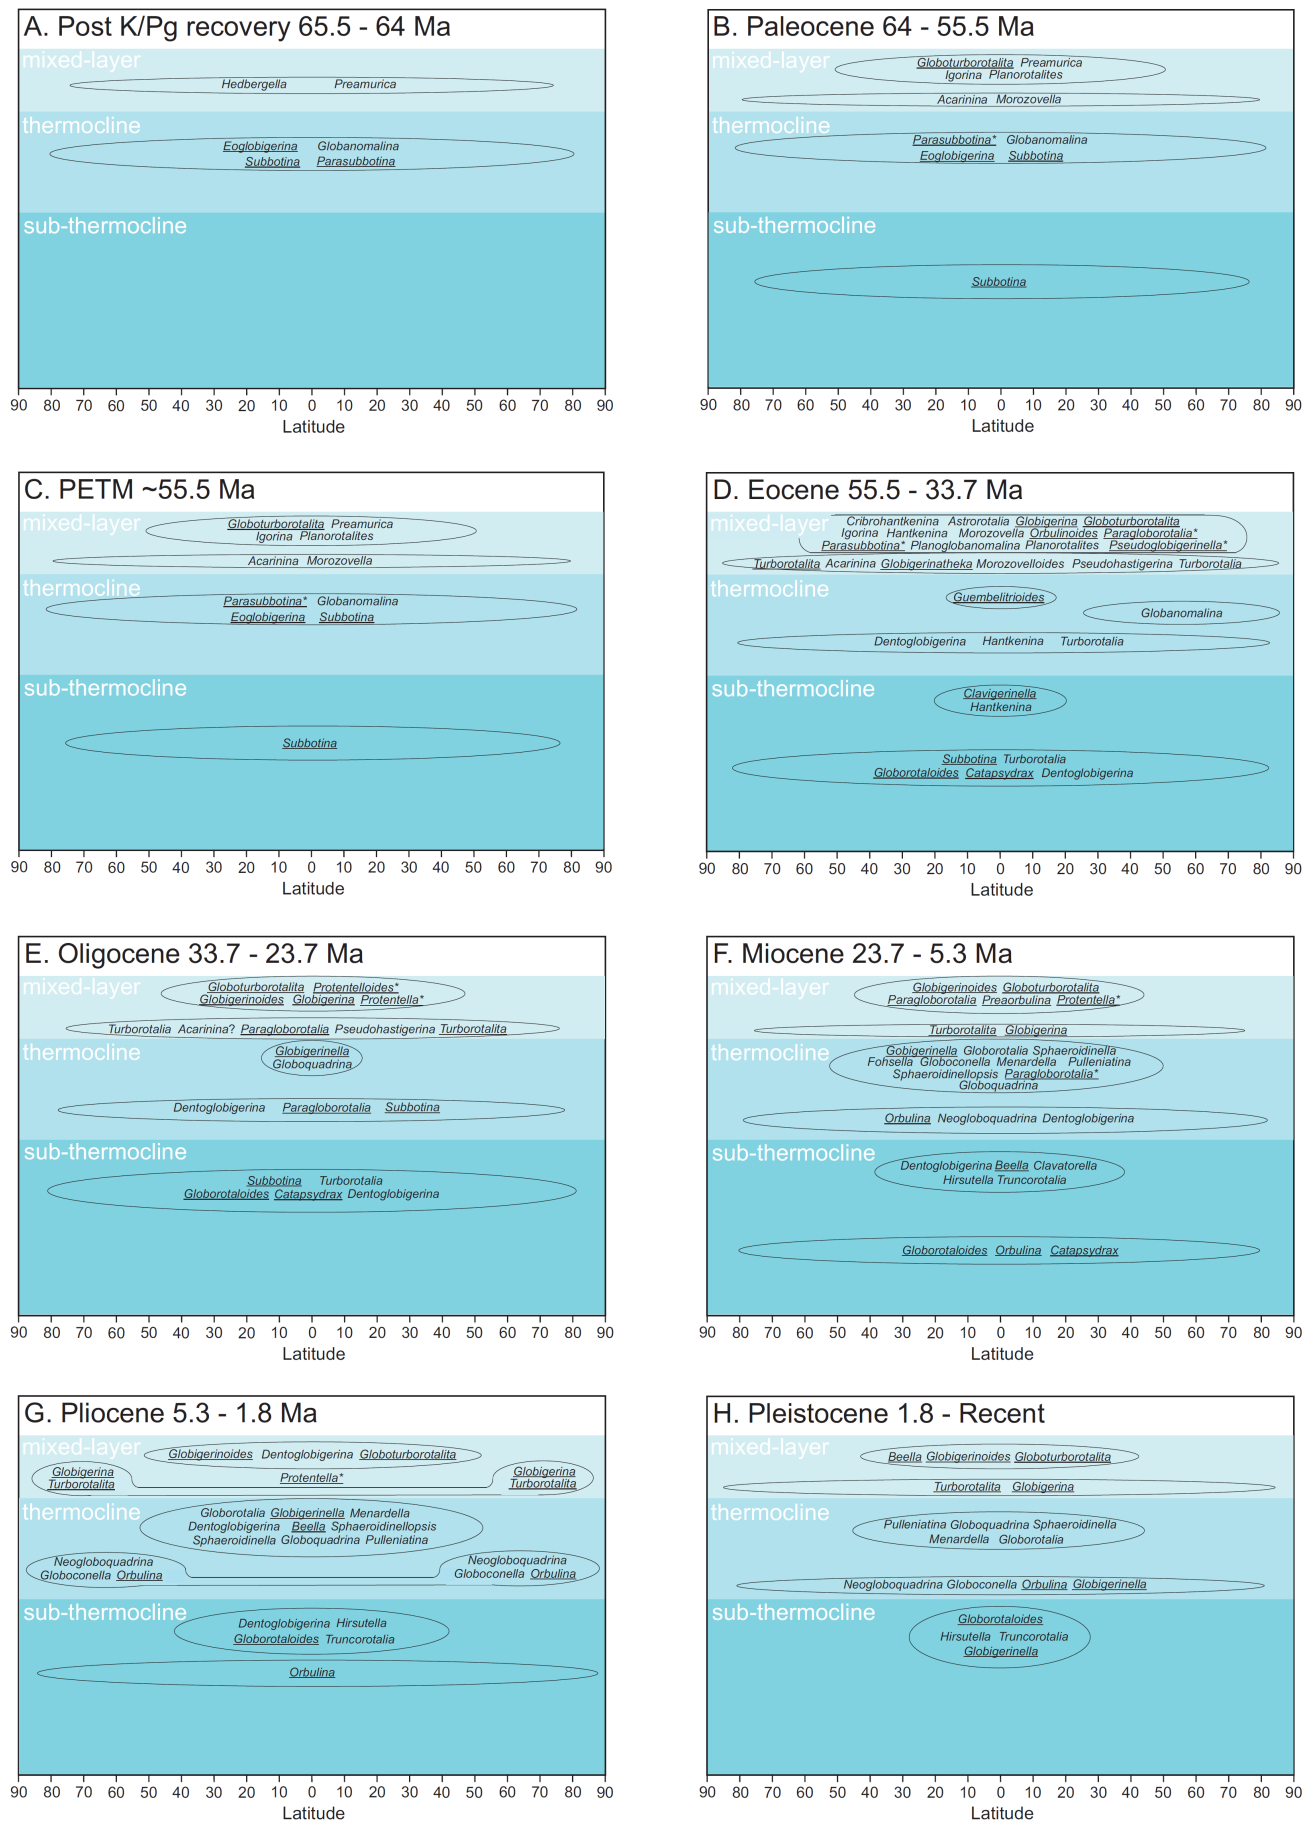 A. Post K/Pg recovery 65.5 - 64 Ma
mixed-layer
Hedbergella Preamurica
thermocline
Eoglobigerina Globanomalina
Subbotina Parasubbotina
sub-thermocline
90 80 70 60 50 40 30 20 10 0 10 20 30 40 50 60 70 80 90
Latitude
B. Paleocene 64 - 55.5 Ma
mixed-layer
Globoturborotalita Preamurica
Igorina Planorotalites
Acarinina Morozovella
thermocline
Parasubbotina* Globanomalina
Eoglobigerina Subbotina
sub-thermocline
Subbotina
90 80 70 60 50 40 30 20 10 0 10 20 30 40 50 60 70 80 90
Latitude
C. PETM ~55.5 Ma
mixed-layer
Globoturborotalita Preamurica
Igorina Planorotalites
Acarinina Morozovella
thermocline
Parasubbotina* Globanomalina
Eoglobigerina Subbotina
sub-thermocline
Subbotina
90 80 70 60 50 40 30 20 10 0 10 20 30 40 50 60 70 80 90
Latitude
D. Eocene 55.5 - 33.7 Ma
mixed-layer
Cribrohantkenina Astrorotalia Globigerina Globoturborotalita
Igorina Hantkenina Morozovella Orbulinoides Paragloborotalia*
Parasubbotina* Planoglobanomalina Planorotalites Pseudoglobigerinella*
Turborotalita Acarinina Globigerinatheka Morozovelloides Pseudohastigerina Turborotalia
thermocline
Guembelitrioides
Globanomalina
Dentoglobigerina Hantkenina Turborotalia
sub-thermocline
Clavigerinella
Hantkenina
Subbotina Turborotalia
Globorotaloides Catapsydrax Dentoglobigerina
90 80 70 60 50 40 30 20 10 0 10 20 30 40 50 60 70 80 90
Latitude
E. Oligocene 33.7 - 23.7 Ma
mixed-layer
Globoturborotalita Protentelloides*
Globigerinoides Globigerina Protentella*
Turborotalia Acarinina? Paragloborotalia Pseudohastigerina Turborotalita
thermocline
Globigerinella
Globoquadrina
Dentoglobigerina Paragloborotalia Subbotina
sub-thermocline
Subbotina Turborotalia
Globorotaloides Catapsydrax Dentoglobigerina
90 80 70 60 50 40 30 20 10 0 10 20 30 40 50 60 70 80 90
Latitude
F. Miocene 23.7 - 5.3 Ma
mixed-layer
Globigerinoides Globoturborotalita
Paragloborotalia Preaorbulina Protentella*
Turborotalita Globigerina
thermocline
Gobigerinella Globorotalia Sphaeroidinella
Fohsella Globoconella Menardella Pulleniatina
Sphaeroidinellopsis Paragloborotalia*
Globoquadrina
Orbulina Neogloboquadrina Dentoglobigerina
sub-thermocline
Dentoglobigerina Beella Clavatorella
Hirsutella Truncorotalia
Globorotaloides Orbulina Catapsydrax
90 80 70 60 50 40 30 20 10 0 10 20 30 40 50 60 70 80 90
Latitude
G. Pliocene 5.3 - 1.8 Ma
mixed-layer
Globigerinoides Dentoglobigerina Globoturborotalita
Globigerina Protentella* Globigerina
Turborotalita Turborotalita
thermocline
Globorotalia Globigerinella Menardella
Dentoglobigerina Beella Sphaeroidinellopsis
Sphaeroidinella Globoquadrina Pulleniatina
Neogloboquadrina Neogloboquadrina
Globoconella Orbulina Globoconella Orbulina
sub-thermocline
Dentoglobigerina Hirsutella
Globorotaloides Truncorotalia
Orbulina
90 80 70 60 50 40 30 20 10 0 10 20 30 40 50 60 70 80 90
Latitude
H. Pleistocene 1.8 - Recent
mixed-layer
Beella Globigerinoides Globoturborotalita
Turborotalita Globigerina
thermocline
Pulleniatina Globoquadrina Sphaeroidinella
Menardella Globorotalia
Neogloboquadrina Globoconella Orbulina Globigerinella
sub-thermocline
Globorotaloides
Hirsutella Truncorotalia
Globigerinella
90 80 70 60 50 40 30 20 10 0 10 20 30 40 50 60 70 80 90
Latitude